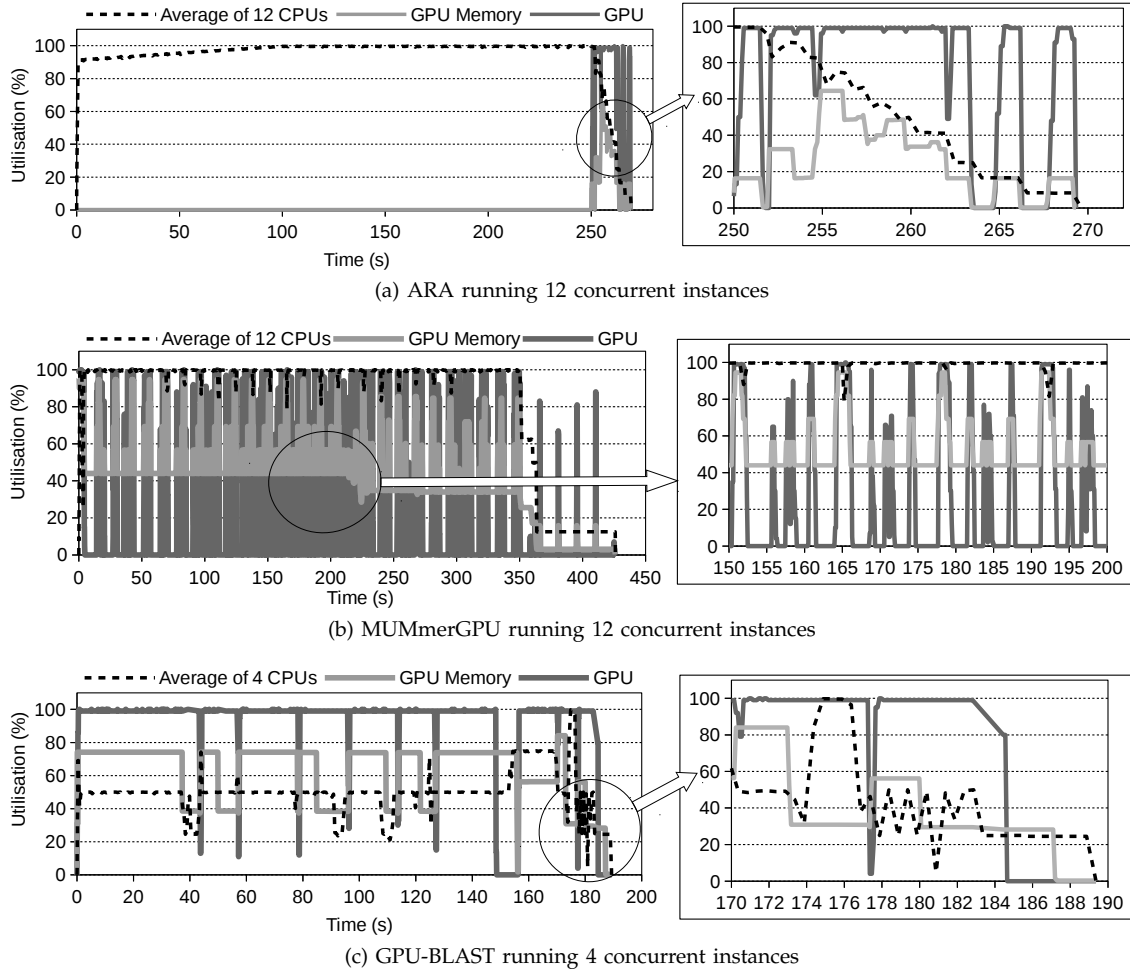 Average of 12 CPUs GPU Memory GPU
Utilisation (%)
100
80
60
40
20
0
0 50 100 150 200 250
Time (s)
100
80
60
40
20
0
250 255 260 265 270
(a) ARA running 12 concurrent instances
Average of 12 CPUs GPU Memory GPU
Utilisation (%)
100
80
60
40
20
0
0 50 100 150 200 250 300 350 400 450
Time (s)
100
80
60
40
20
0
150 155 160 165 170 175 180 185 190 195 200
(b) MUMmerGPU running 12 concurrent instances
Average of 4 CPUs GPU Memory GPU
Utilisation (%)
100
80
60
40
20
0
0 20 40 60 80 100 120 140 160 180 200
Time (s)
100
80
60
40
20
0
170 172 174 176 178 180 182 184 186 188 190
(c) GPU-BLAST running 4 concurrent instances